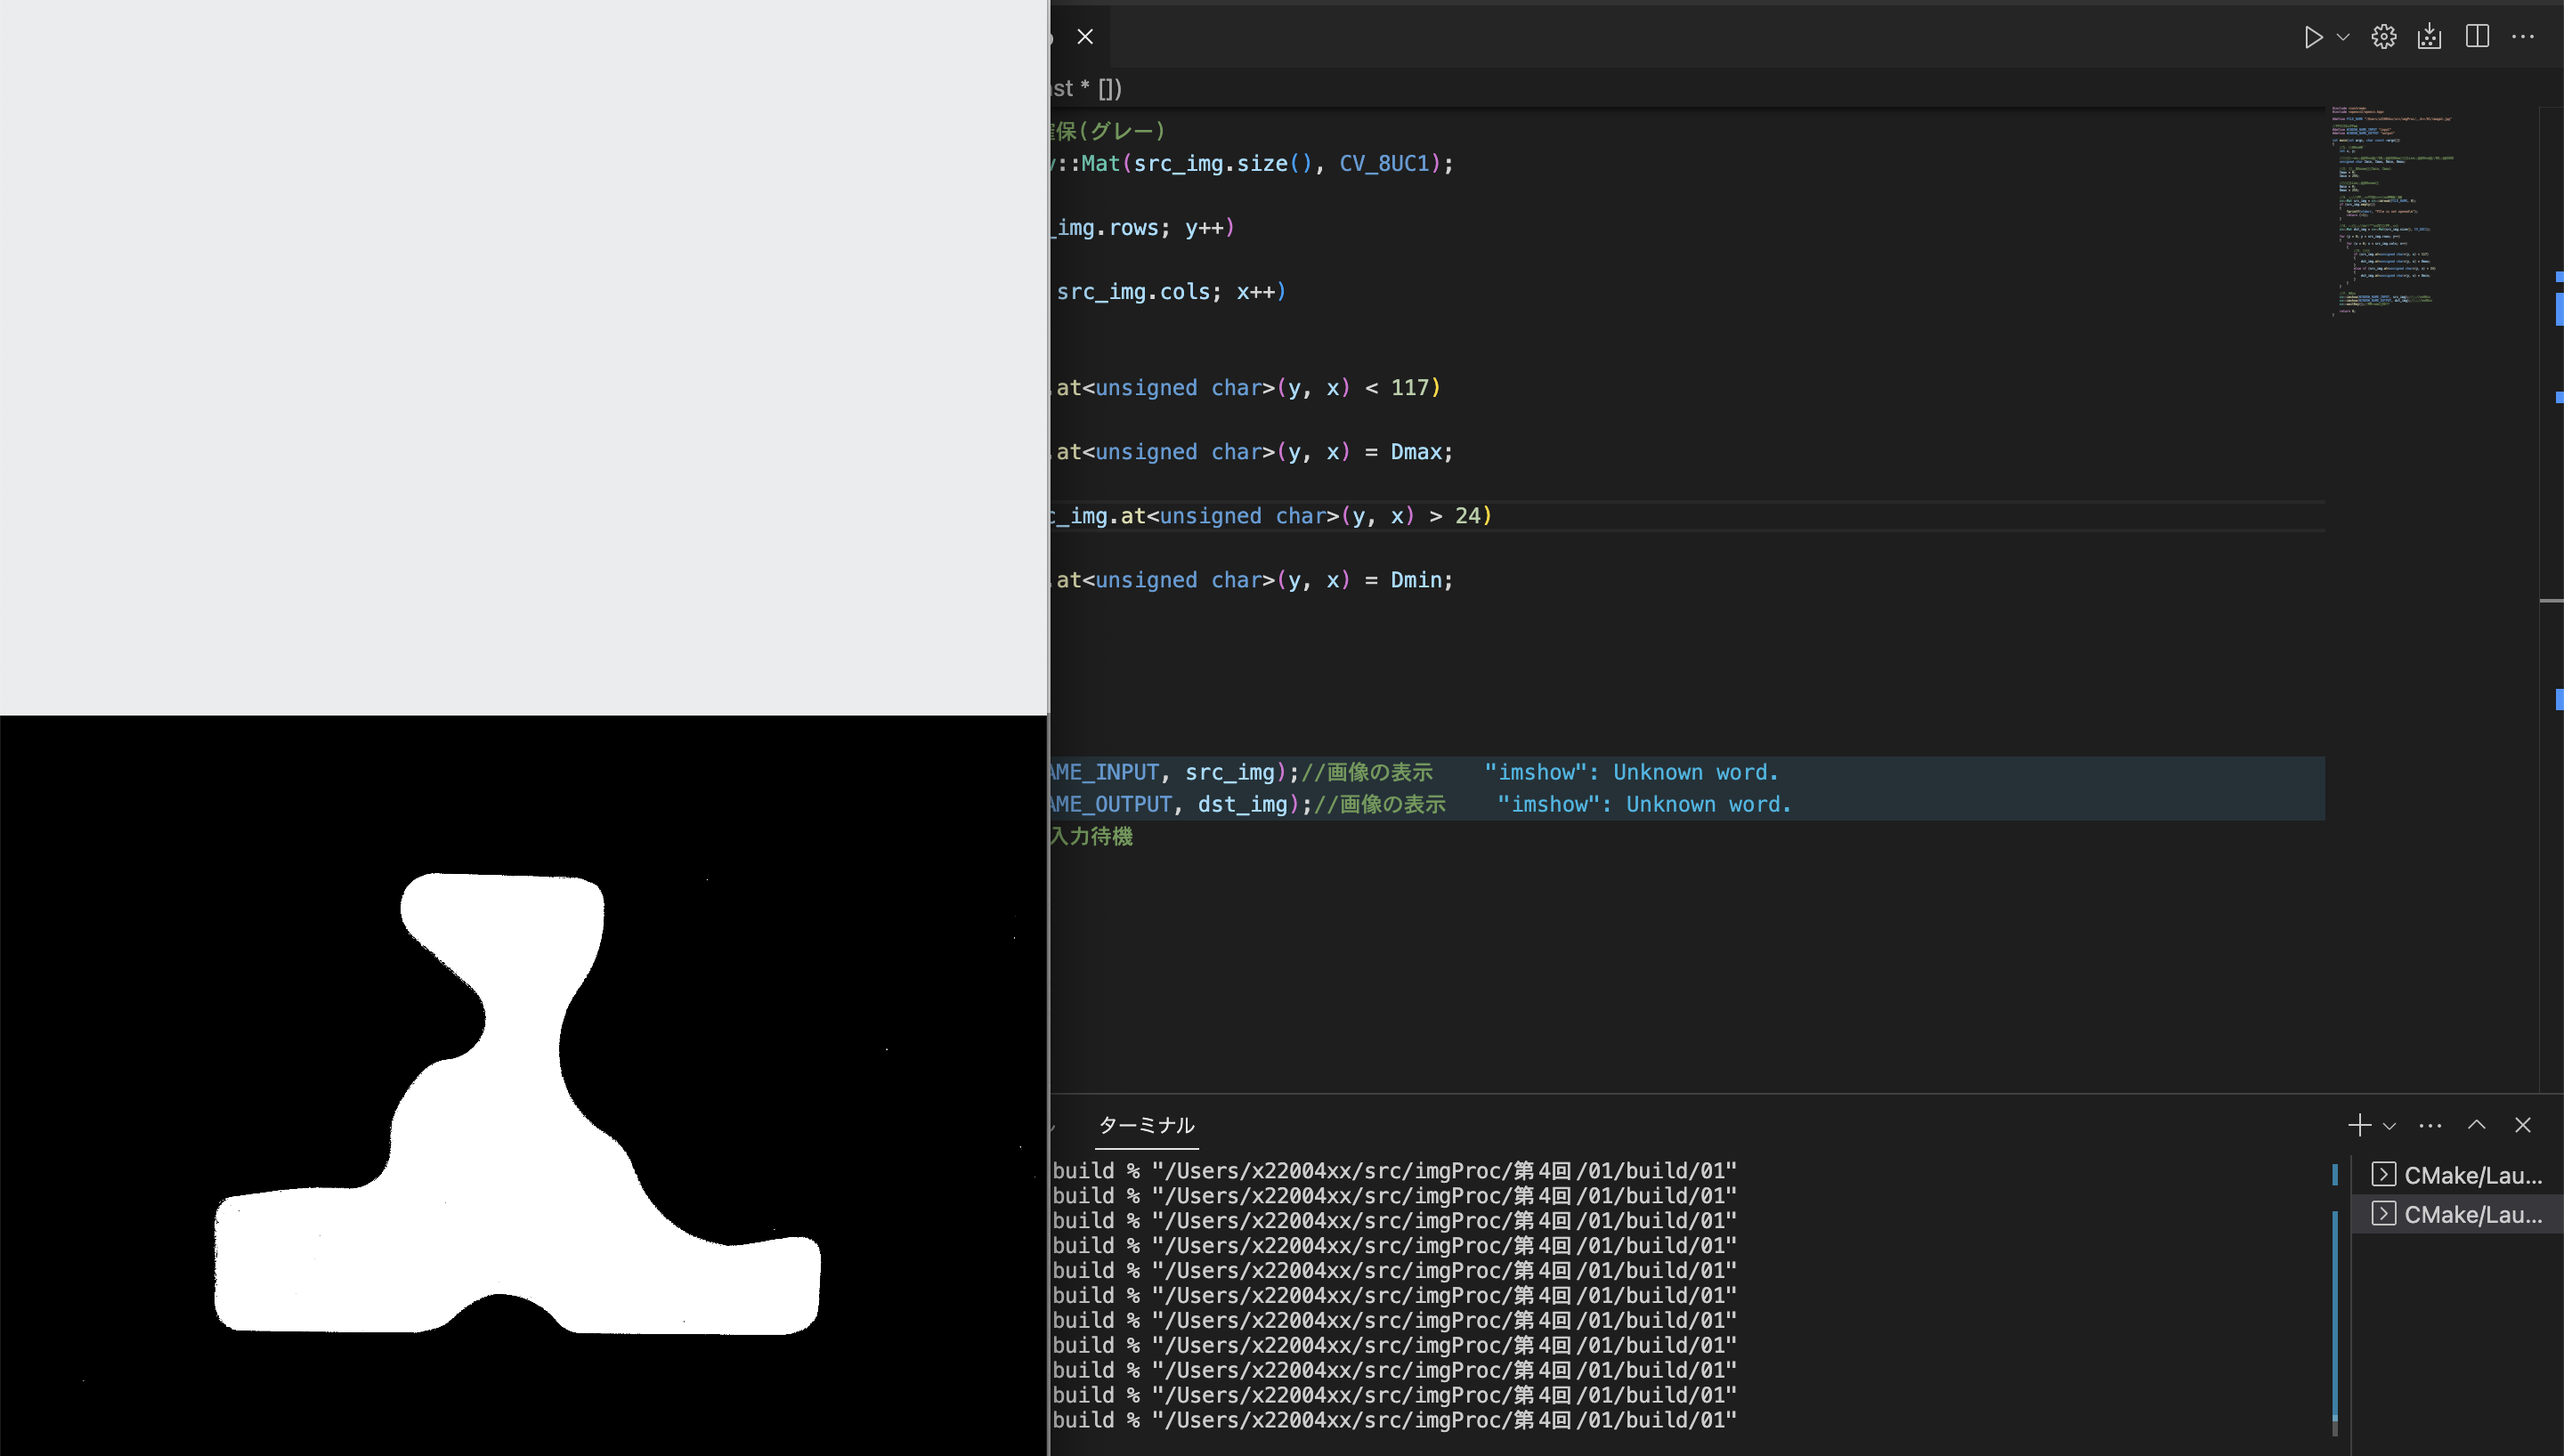 st * [])
保(グレー)
::Mat(src_img.size(), CV_8UC1);
_img.rows; y++)
src_img.cols; x++)
.at<unsigned char>(y, x) < 117)
.at<unsigned char>(y, x) = Dmax;
c_img.at<unsigned char>(y, x) > 24)
.at<unsigned char>(y, x) = Dmin;
AME_INPUT, src_img);//画像の表示 "imshow": Unknown word.
AME_OUTPUT, dst_img);//画像の表示 "imshow": Unknown word.
入力待機
ターミナル
build % "/Users/x22004xx/src/imgProc/第4回/01/build/01"
build % "/Users/x22004xx/src/imgProc/第4回/01/build/01"
build % "/Users/x22004xx/src/imgProc/第4回/01/build/01"
build % "/Users/x22004xx/src/imgProc/第4回/01/build/01"
build % "/Users/x22004xx/src/imgProc/第4回/01/build/01"
build % "/Users/x22004xx/src/imgProc/第4回/01/build/01"
build % "/Users/x22004xx/src/imgProc/第4回/01/build/01"
build % "/Users/x22004xx/src/imgProc/第4回/01/build/01"
build % "/Users/x22004xx/src/imgProc/第4回/01/build/01"
build % "/Users/x22004xx/src/imgProc/第4回/01/build/01"
build % "/Users/x22004xx/src/imgProc/第4回/01/build/01"
CMake/Lau...
CMake/Lau...